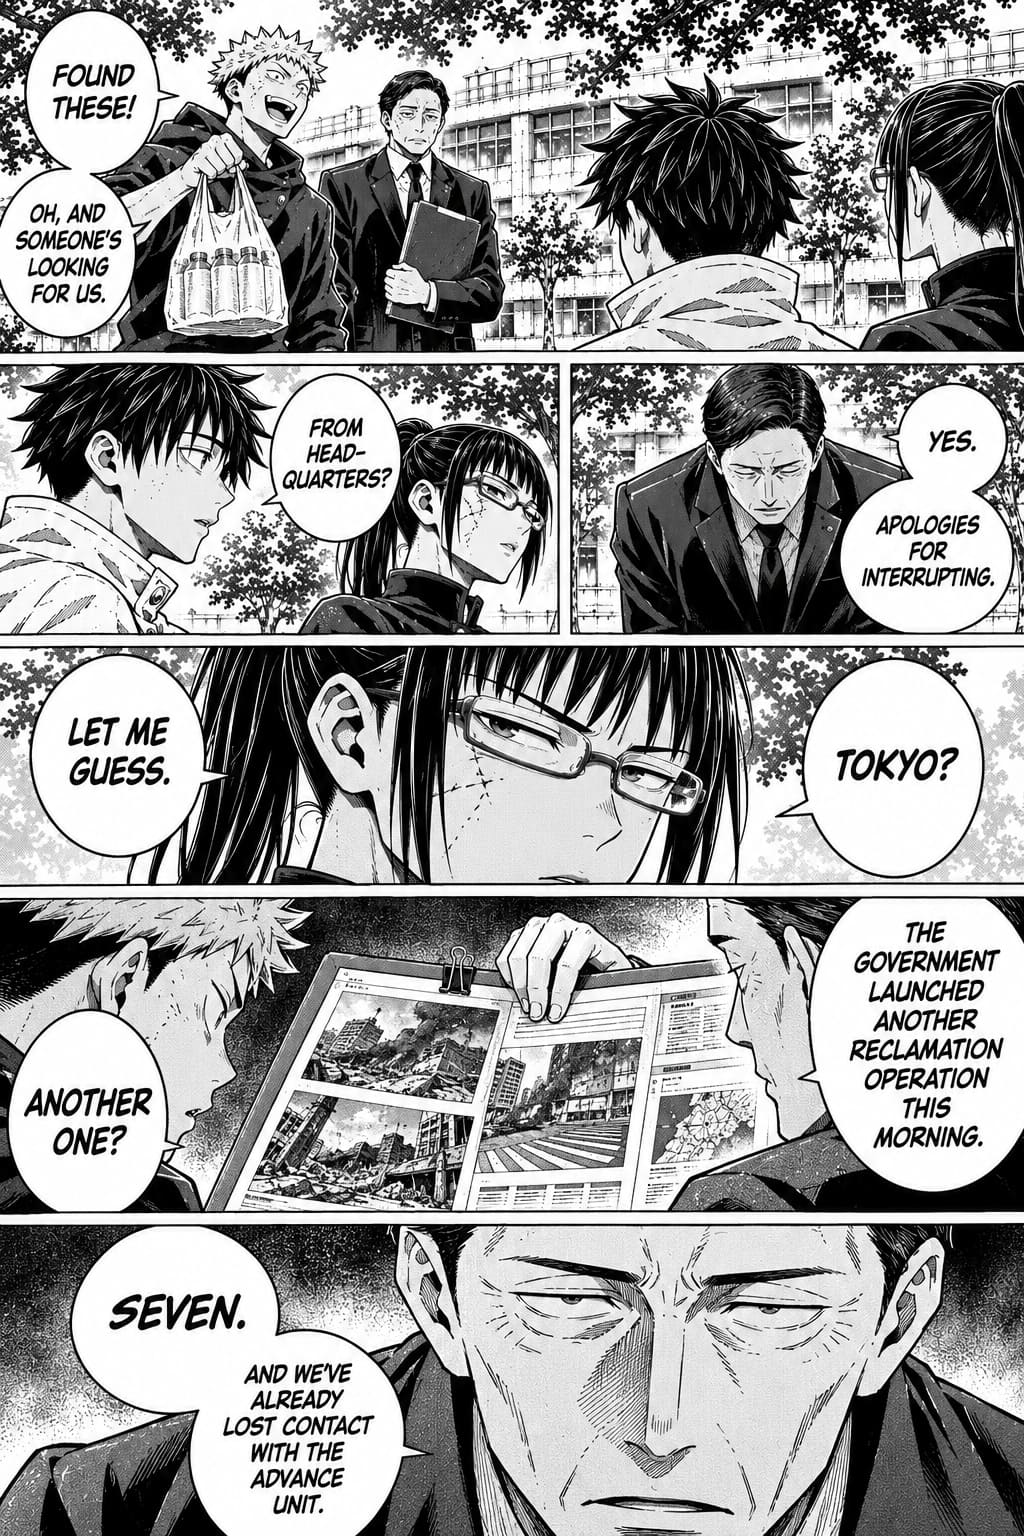 FOUND
THESE!
OH, AND
SOMEONE'S
LOOKING
FOR US.
FROM
HEAD-
QUARTERS?
YES.
APOLOGIES
FOR
INTERRUPTING.
LET ME
GUESS.
TOKYO?
THE
GOVERNMENT
LAUNCHED
ANOTHER
RECLAMATION
OPERATION
THIS
MORNING.
ANOTHER
ONE?
SEVEN.
AND WE'VE
ALREADY
LOST CONTACT
WITH THE
ADVANCE
UNIT.